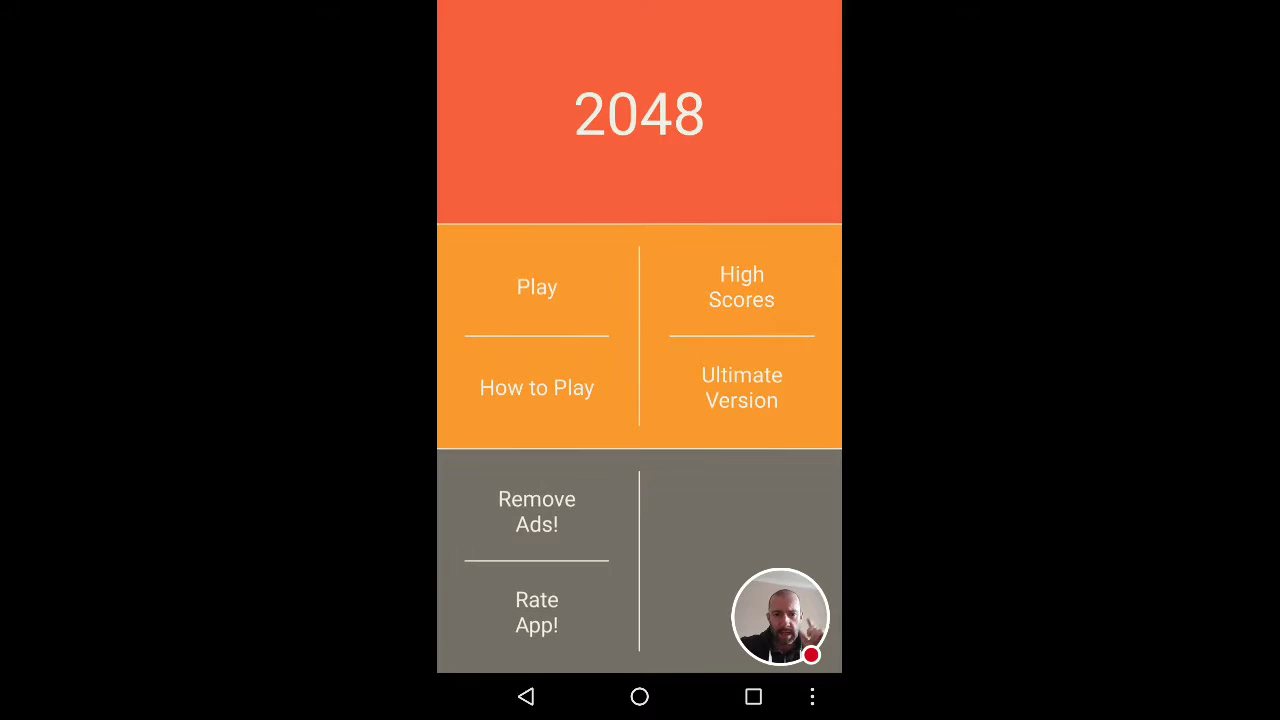 2048
Play
High
Scores
How to Play
Ultimate
Version
Remove
Ads!
Rate
App!